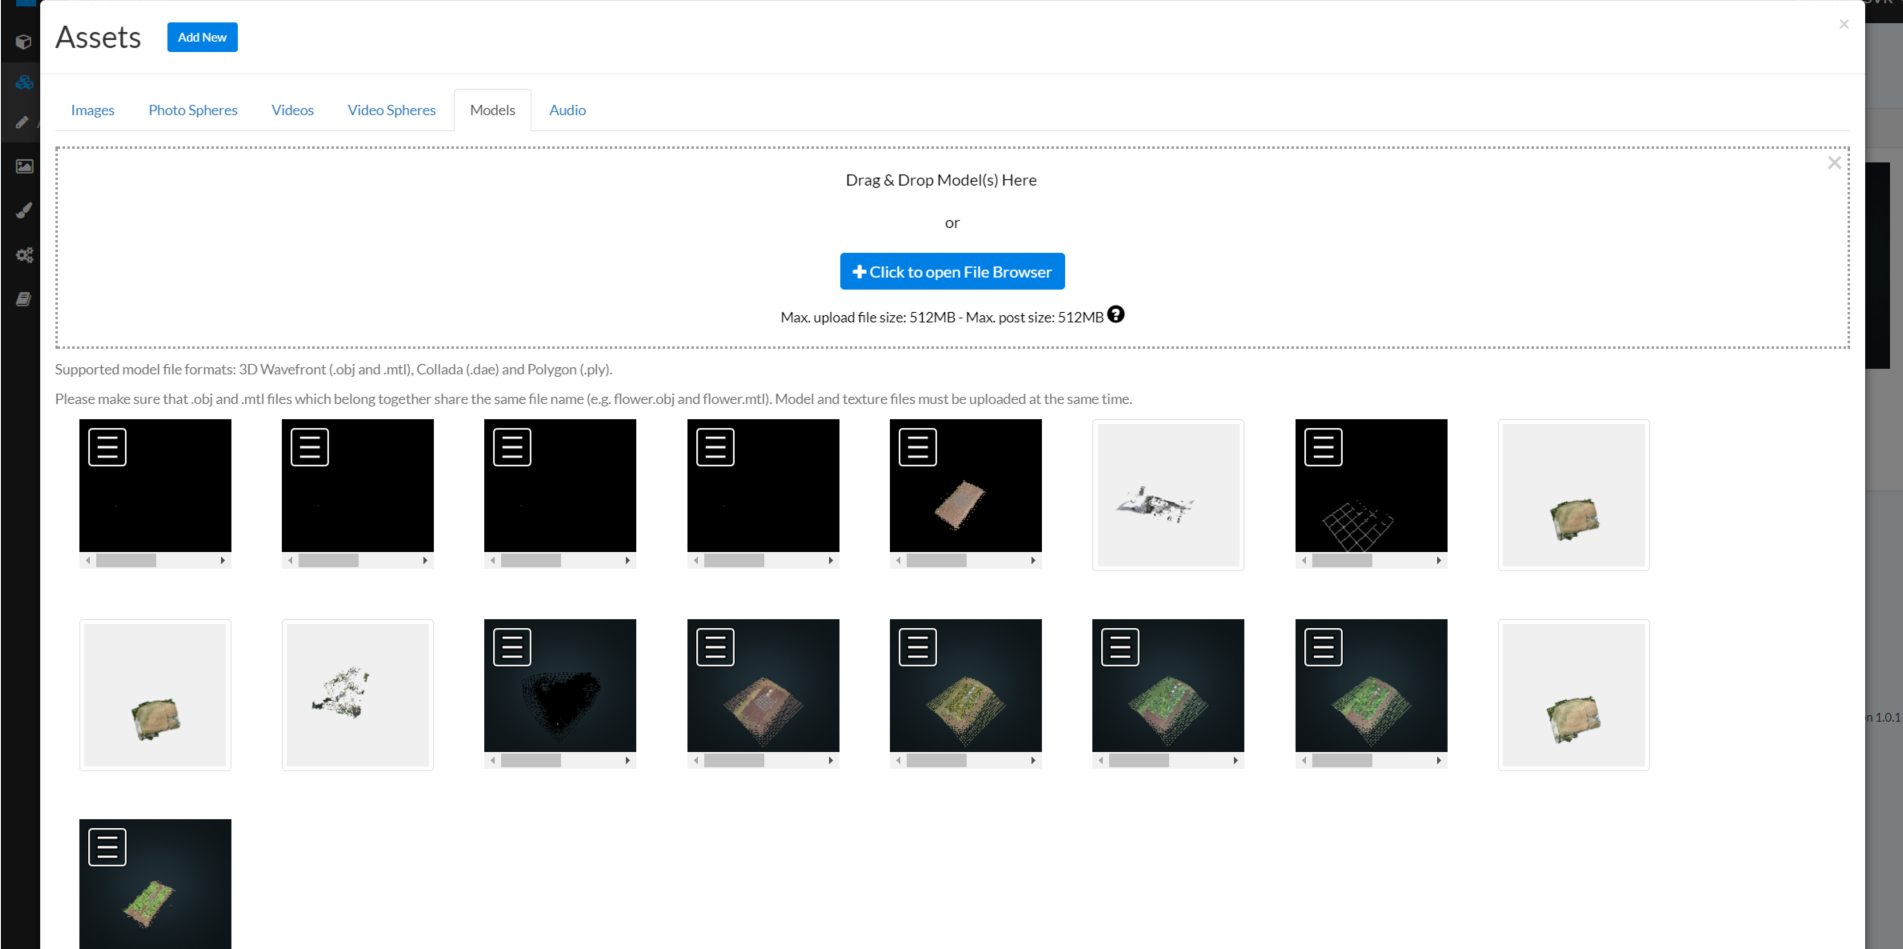 Assets
Add New
×
Images
Photo Spheres
Videos
Video Spheres
Models
Audio
Drag & Drop Model(s) Here
or
Click to open File Browser
Max. upload file size: 512MB - Max. post size: 512MB
Supported model file formats: 3D Wavefront (.obj and .mtl), Collada (.dae) and Polygon (.ply).
Please make sure that .obj and .mtl files which belong together share the same file name (e.g. flower.obj and flower.mtl). Model and texture files must be uploaded at the same time.
n 1.0.1